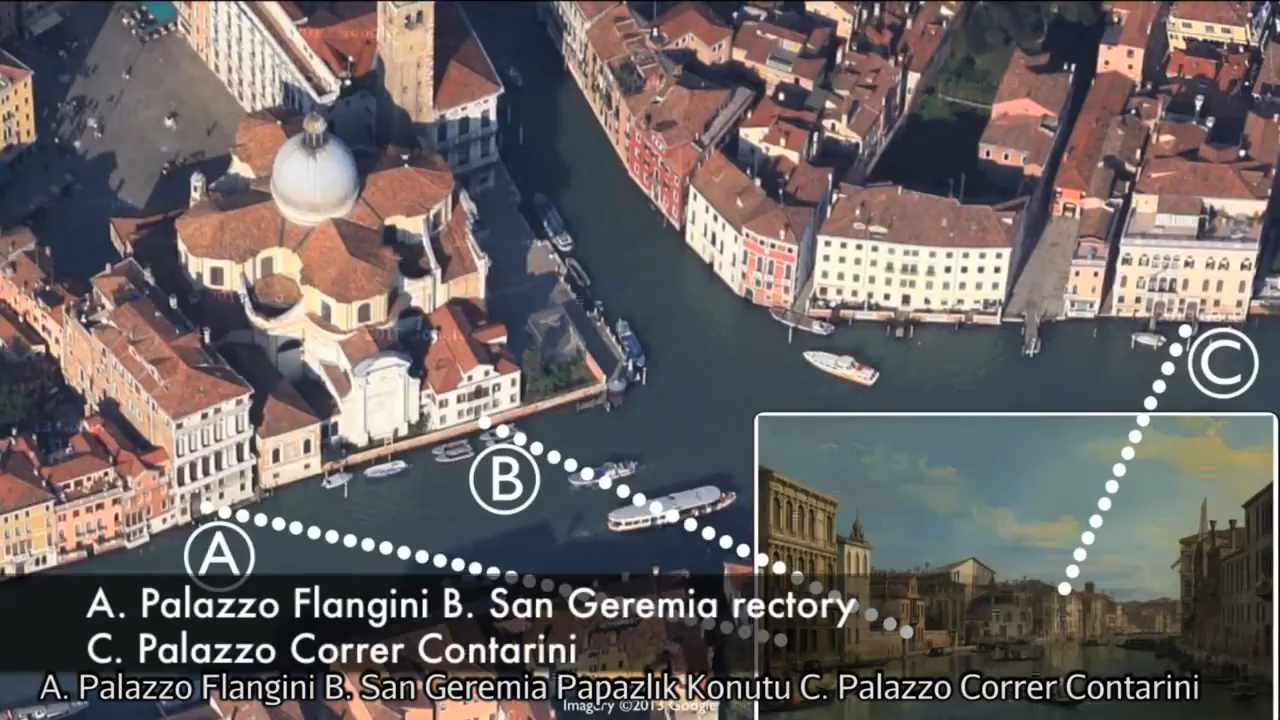 C
B
A
A. Palazzo Flangini B. San Geremia rectory
C. Palazzo Correr Contarini
A. Palazzo Flangini B. San Geremia Papazlık Konutu C. Palazzo Correr Contarini
Imagery ©2013 Google